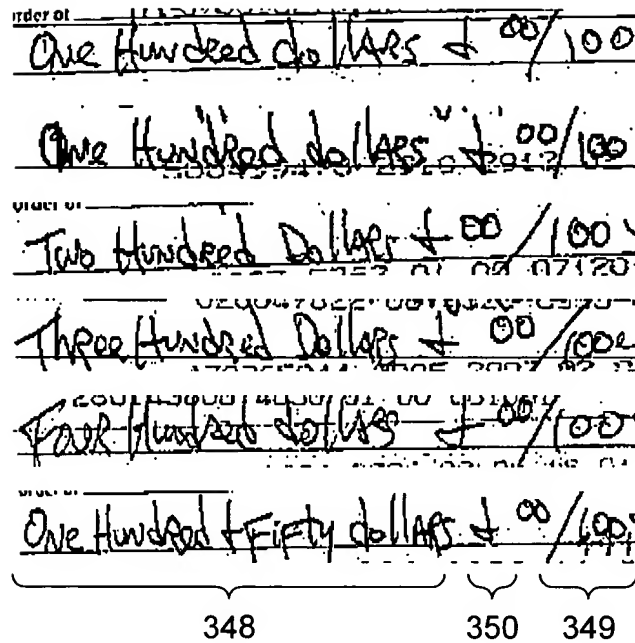 order of
One Hundred dollars & 00/100
One Hundred dollars & 00/100
order of
Two Hundred Dollars & 00/100
Three Hundred Dollars & 00/100
Four Hundred dollars & 00/100
order of
One Hundred & Fifty dollars & 00/100
348 350 349